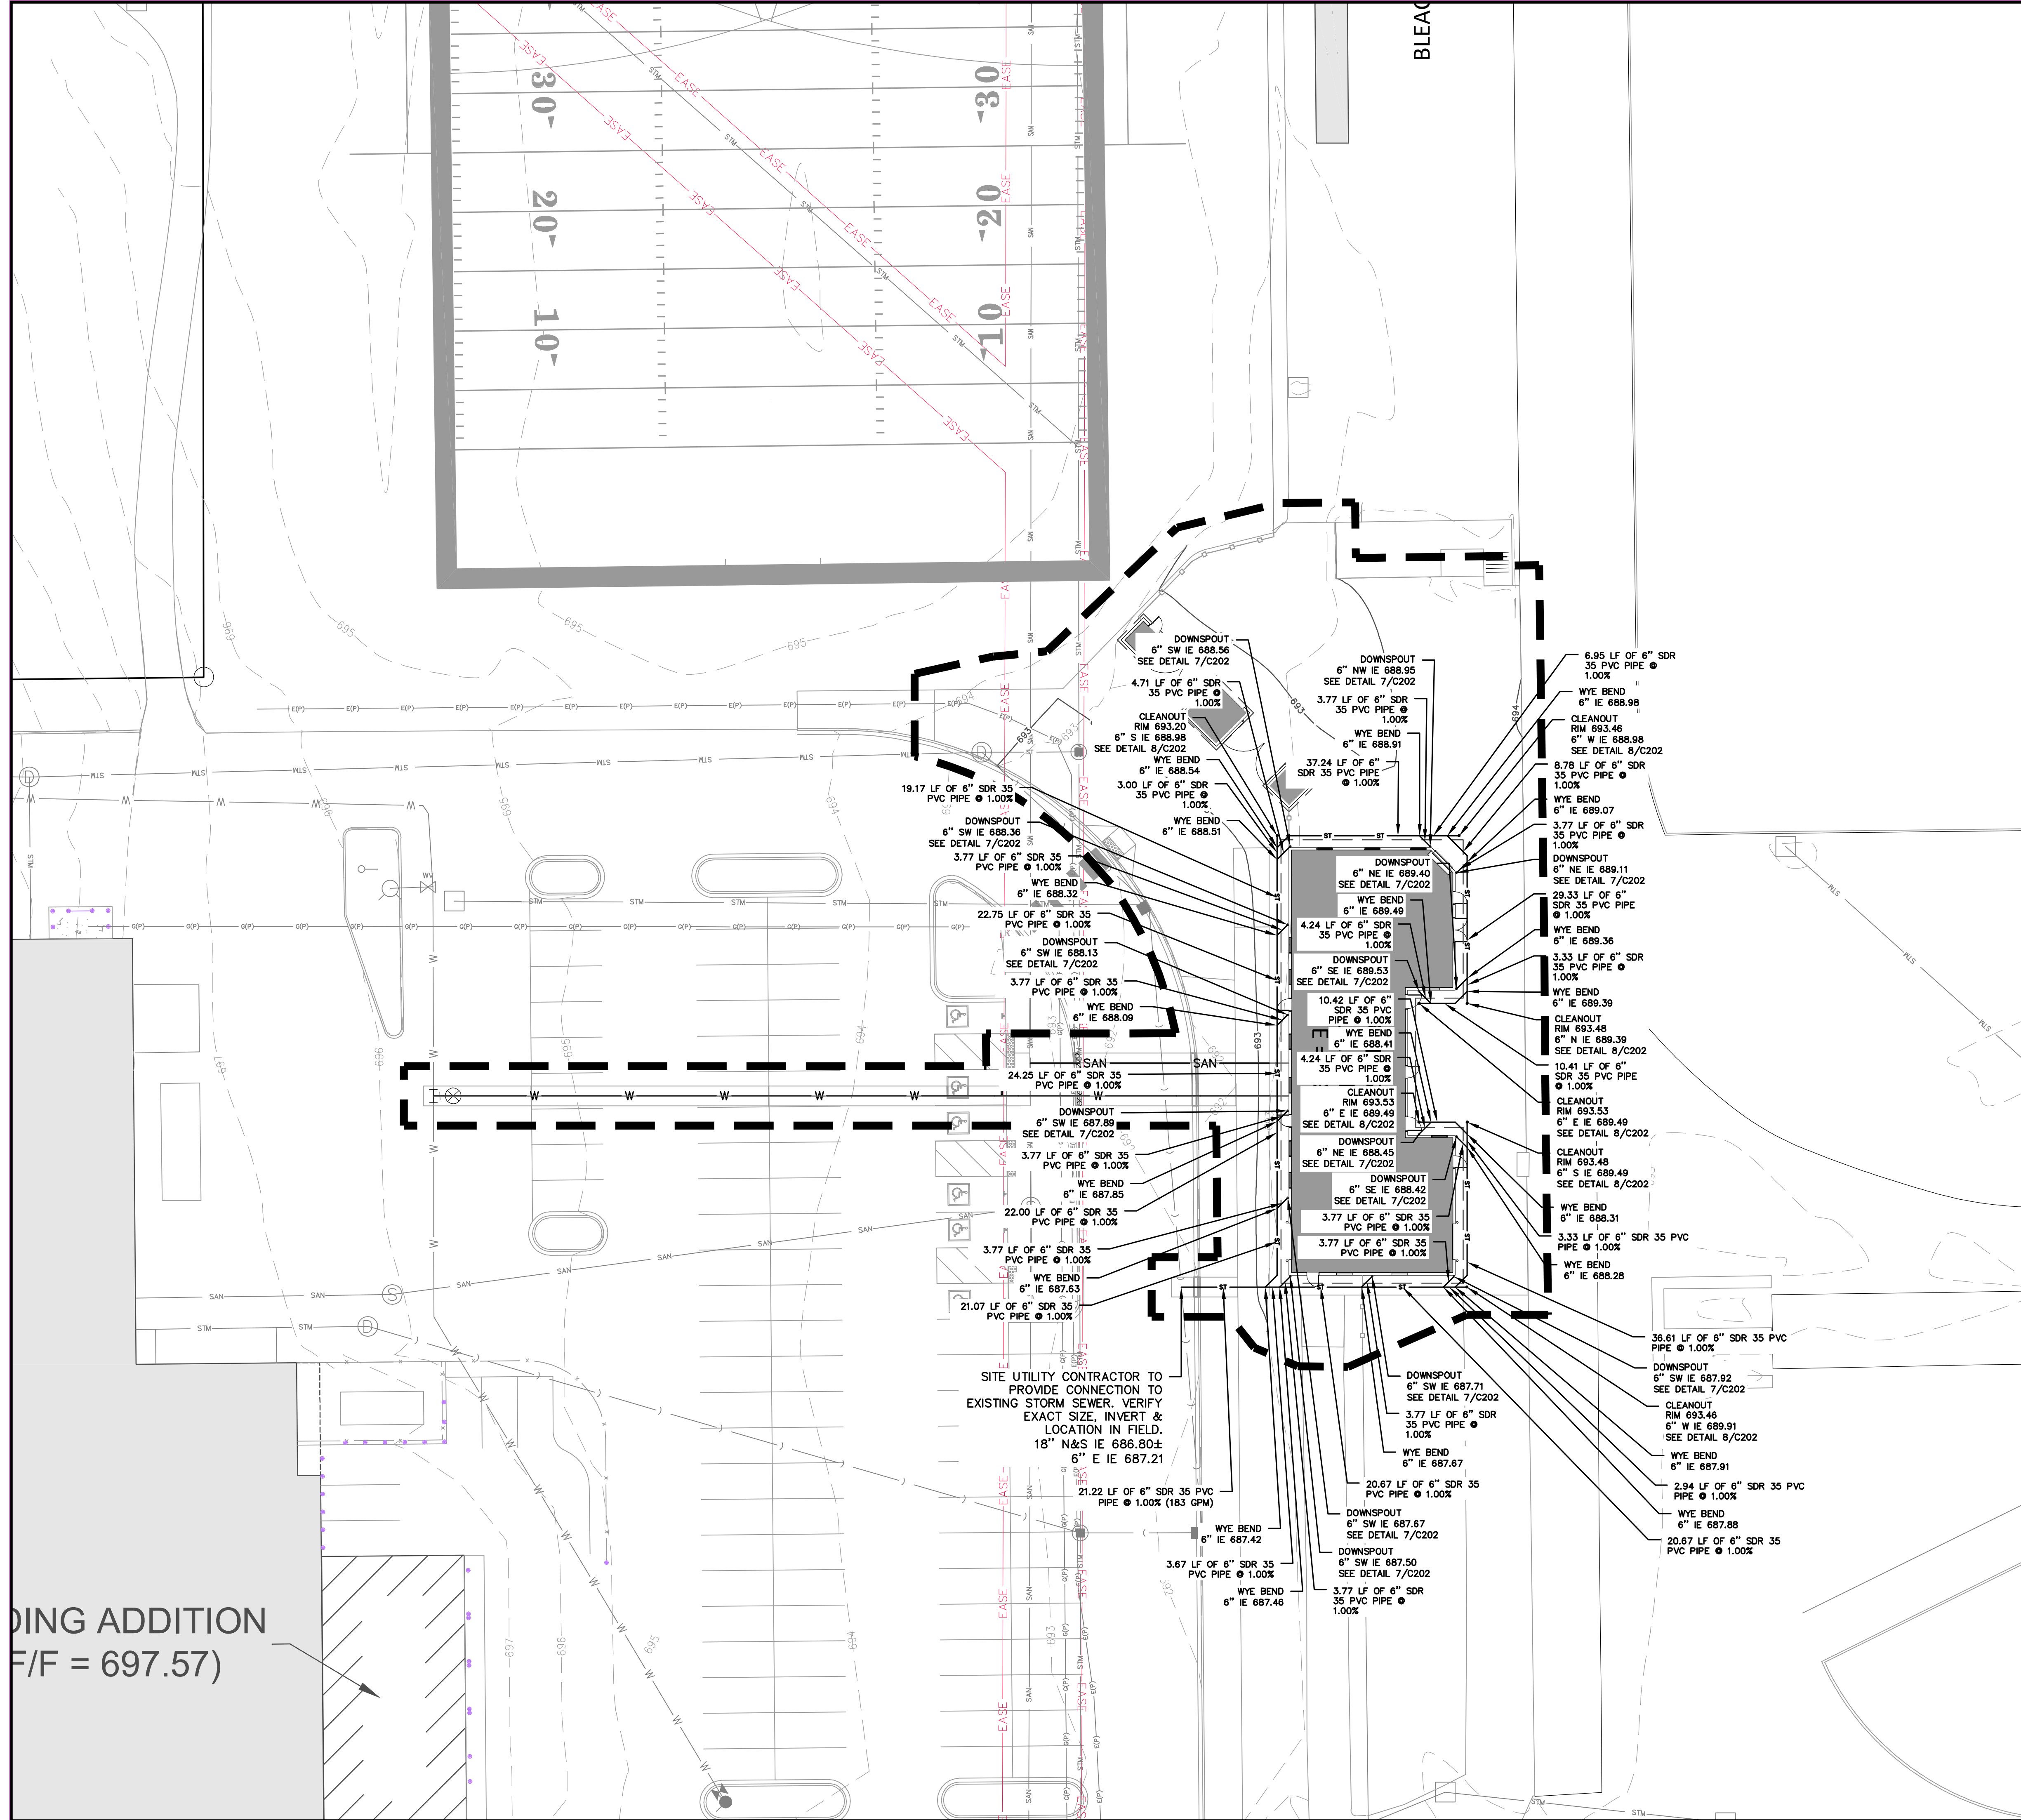 BLEAC
30
20
10
30
20
10
DOWNSPOUT
6" SW IE 688.56
SEE DETAIL 7/C202
4.71 LF OF 6" SDR
35 PVC PIPE @
1.00%
CLEANOUT
RIM 693.20
6" S IE 688.98
SEE DETAIL 8/C202
WYE BEND
6" IE 688.54
3.00 LF OF 6" SDR
35 PVC PIPE @
1.00%
WYE BEND
6" IE 688.51
DOWNSPOUT
6" NW IE 688.95
SEE DETAIL 7/C202
3.77 LF OF 6" SDR
35 PVC PIPE @
1.00%
WYE BEND
6" IE 688.91
37.24 LF OF 6"
SDR 35 PVC PIPE
@ 1.00%
6.95 LF OF 6" SDR
35 PVC PIPE @
1.00%
WYE BEND
6" IE 688.98
CLEANOUT
RIM 693.46
6" W IE 688.98
SEE DETAIL 8/C202
8.78 LF OF 6" SDR
35 PVC PIPE @
1.00%
WYE BEND
6" IE 689.07
3.77 LF OF 6" SDR
35 PVC PIPE @
1.00%
DOWNSPOUT
6" NE IE 689.11
SEE DETAIL 7/C202
29.33 LF OF 6"
SDR 35 PVC PIPE
@ 1.00%
WYE BEND
6" IE 689.36
3.33 LF OF 6" SDR
35 PVC PIPE @
1.00%
WYE BEND
6" IE 689.39
CLEANOUT
RIM 693.48
6" N IE 689.39
SEE DETAIL 8/C202
10.41 LF OF 6"
SDR 35 PVC PIPE
@ 1.00%
CLEANOUT
RIM 693.53
6" E IE 689.49
SEE DETAIL 8/C202
CLEANOUT
RIM 693.48
6" S IE 689.49
SEE DETAIL 8/C202
WYE BEND
6" IE 688.31
3.33 LF OF 6" SDR 35 PVC
PIPE @ 1.00%
WYE BEND
6" IE 688.28
19.17 LF OF 6" SDR 35
PVC PIPE @ 1.00%
DOWNSPOUT
6" SW IE 688.36
SEE DETAIL 7/C202
3.77 LF OF 6" SDR 35
PVC PIPE @ 1.00%
WYE BEND
6" IE 688.32
22.75 LF OF 6" SDR 35
PVC PIPE @ 1.00%
DOWNSPOUT
6" SW IE 688.13
SEE DETAIL 7/C202
3.77 LF OF 6" SDR 35
PVC PIPE @ 1.00%
WYE BEND
6" IE 688.09
24.25 LF OF 6" SDR 35
PVC PIPE @ 1.00%
DOWNSPOUT
6" SW IE 687.89
SEE DETAIL 7/C202
3.77 LF OF 6" SDR 35
PVC PIPE @ 1.00%
WYE BEND
6" IE 687.85
22.00 LF OF 6" SDR 35
PVC PIPE @ 1.00%
3.77 LF OF 6" SDR 35
PVC PIPE @ 1.00%
WYE BEND
6" IE 687.63
21.07 LF OF 6" SDR 35
PVC PIPE @ 1.00%
DOWNSPOUT
6" NE IE 689.40
SEE DETAIL 7/C202
WYE BEND
6" IE 689.49
4.24 LF OF 6" SDR
35 PVC PIPE @
1.00%
DOWNSPOUT
6" SE IE 689.53
SEE DETAIL 7/C202
10.42 LF OF 6"
SDR 35 PVC
PIPE @ 1.00%
WYE BEND
6" IE 688.41
4.24 LF OF 6" SDR
35 PVC PIPE @
1.00%
CLEANOUT
RIM 693.53
6" E IE 689.49
SEE DETAIL 8/C202
DOWNSPOUT
6" NE IE 688.45
SEE DETAIL 7/C202
DOWNSPOUT
6" SE IE 688.42
SEE DETAIL 7/C202
3.77 LF OF 6" SDR 35
PVC PIPE @ 1.00%
3.77 LF OF 6" SDR 35
PVC PIPE @ 1.00%
SITE UTILITY CONTRACTOR TO
PROVIDE CONNECTION TO
EXISTING STORM SEWER. VERIFY
EXACT SIZE, INVERT &
LOCATION IN FIELD.
18" N&S IE 686.80±
6" E IE 687.21
21.22 LF OF 6" SDR 35 PVC
PIPE @ 1.00% (183 GPM)
WYE BEND
6" IE 687.42
3.67 LF OF 6" SDR 35
PVC PIPE @ 1.00%
WYE BEND
6" IE 687.46
DOWNSPOUT
6" SW IE 687.71
SEE DETAIL 7/C202
3.77 LF OF 6" SDR
35 PVC PIPE @
1.00%
WYE BEND
6" IE 687.67
20.67 LF OF 6" SDR 35
PVC PIPE @ 1.00%
DOWNSPOUT
6" SW IE 687.67
SEE DETAIL 7/C202
DOWNSPOUT
6" SW IE 687.50
SEE DETAIL 7/C202
3.77 LF OF 6" SDR
35 PVC PIPE @
1.00%
36.61 LF OF 6" SDR 35 PVC
PIPE @ 1.00%
DOWNSPOUT
6" SW IE 687.92
SEE DETAIL 7/C202
CLEANOUT
RIM 693.46
6" W IE 689.91
SEE DETAIL 8/C202
WYE BEND
6" IE 687.91
2.94 LF OF 6" SDR 35 PVC
PIPE @ 1.00%
WYE BEND
6" IE 687.88
20.67 LF OF 6" SDR 35
PVC PIPE @ 1.00%
DING ADDITION
F/F = 697.57)